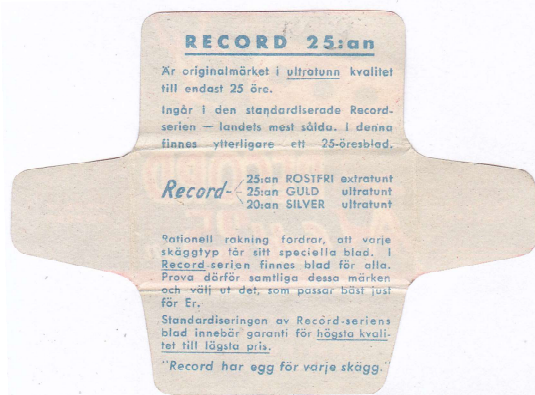 RECORD 25:an
Är originalmärket i ultratunn kvalitet
till endast 25 öre.
Ingår i den standardiserade Record-
serien — landets mest sålda. I denna
finnes ytterligare ett 25-öresblad.
Record-
25:an ROSTFRI extratunt
25:an GULD ultratunt
20:an SILVER ultratunt
Rationell rakning fordrar, att varje
skäggtyp får sitt speciella blad. I
Record-serien finnes blad för alla.
Prova därför samtliga dessa märken
och välj ut det, som passar bäst just
för Er.
Standardiseringen av Record-seriens
blad innebär garanti för högsta kvali-
tet till lägsta pris.
"Record har egg för varje skägg."